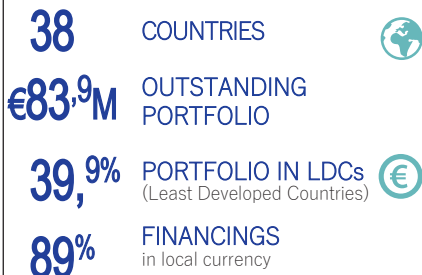 38 COUNTRIES
€83,9M OUTSTANDING
PORTFOLIO
39,9% PORTFOLIO IN LDCs
(Least Developed Countries)
89% FINANCINGS
in local currency
€